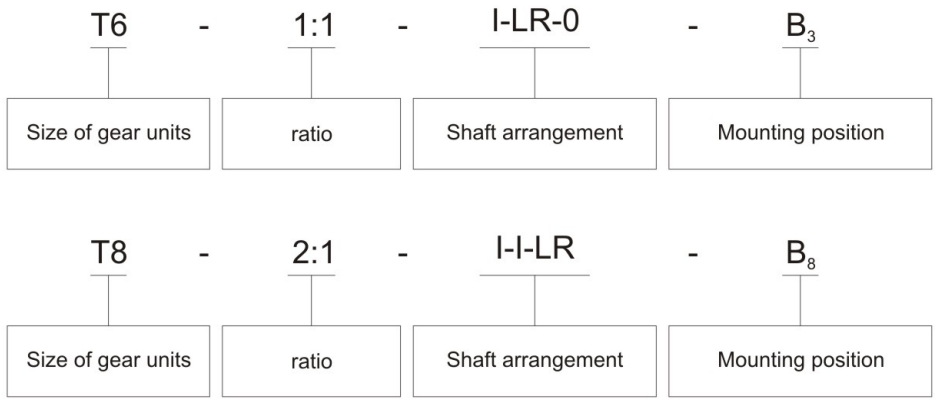 T6 - 1:1 - I-LR-0 - B₃
Size of gear units ratio Shaft arrangement Mounting position
T8 - 2:1 - I-I-LR - B₈
Size of gear units ratio Shaft arrangement Mounting position